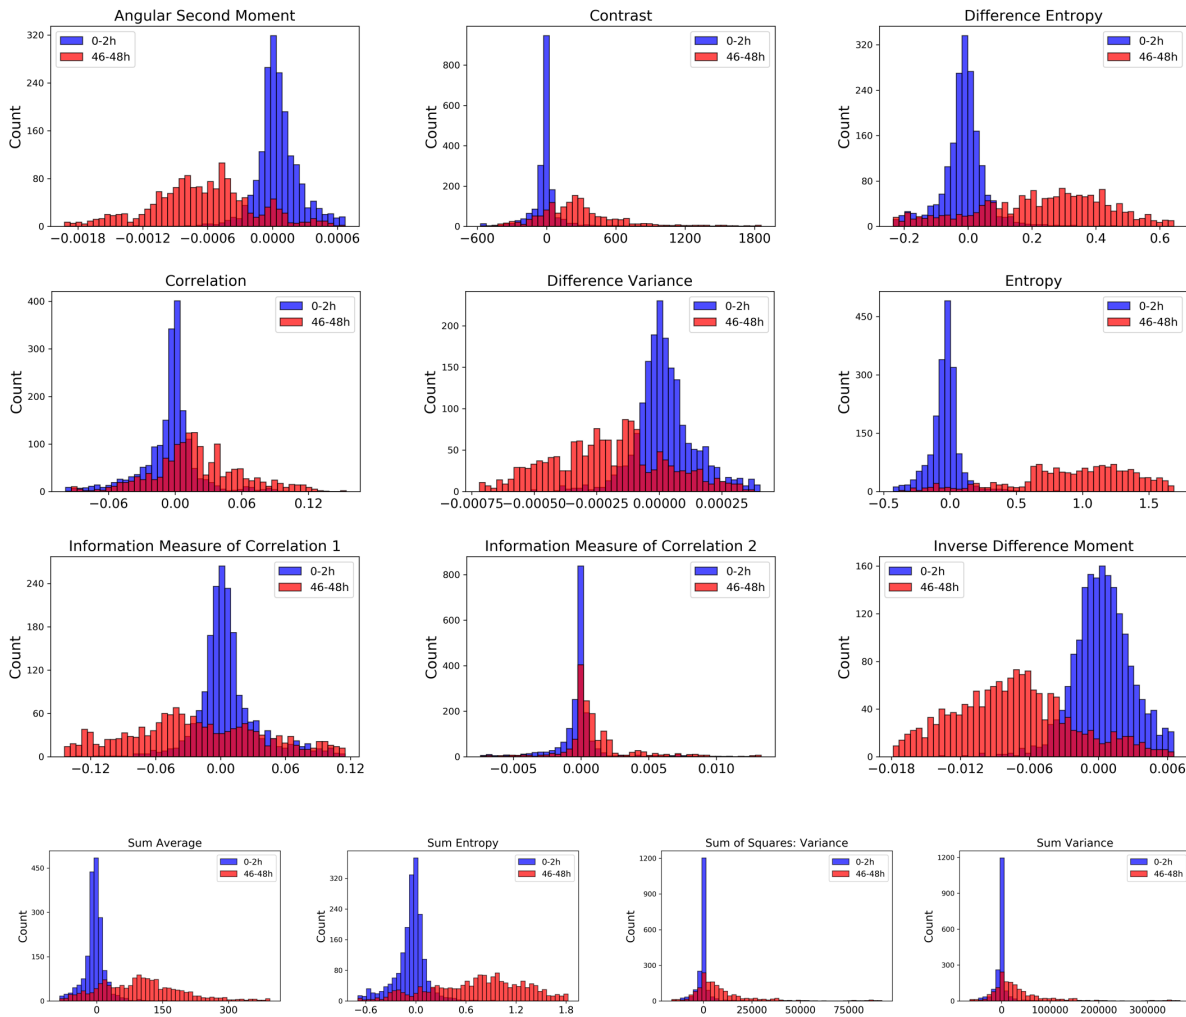 Angular Second Moment
Count
320
240
160
80
0
−0.0018 −0.0012 −0.0006 0.0000 0.0006
0-2h
46-48h
Contrast
Count
800
600
400
200
0
−600 0 600 1200 1800
0-2h
46-48h
Difference Entropy
Count
320
240
160
80
0
−0.2 0.0 0.2 0.4 0.6
0-2h
46-48h
Correlation
Count
400
300
200
100
0
−0.06 0.00 0.06 0.12
0-2h
46-48h
Difference Variance
Count
200
150
100
50
0
−0.00075 −0.00050 −0.00025 0.00000 0.00025
0-2h
46-48h
Entropy
Count
450
300
150
0
−0.5 0.0 0.5 1.0 1.5
0-2h
46-48h
Information Measure of Correlation 1
Count
240
180
120
60
0
−0.12 −0.06 0.00 0.06 0.12
0-2h
46-48h
Information Measure of Correlation 2
Count
800
600
400
200
0
−0.005 0.000 0.005 0.010
0-2h
46-48h
Inverse Difference Moment
Count
160
120
80
40
0
−0.018 −0.012 −0.006 0.000 0.006
0-2h
46-48h
Sum Average
Count
450
300
150
0
0 150 300
0-2h
46-48h
Sum Entropy
Count
320
240
160
80
0
−0.6 0.0 0.6 1.2 1.8
0-2h
46-48h
Sum of Squares: Variance
Count
1200
900
600
300
0
0 25000 50000 75000
0-2h
46-48h
Sum Variance
Count
1200
900
600
300
0
0 100000 200000 300000
0-2h
46-48h